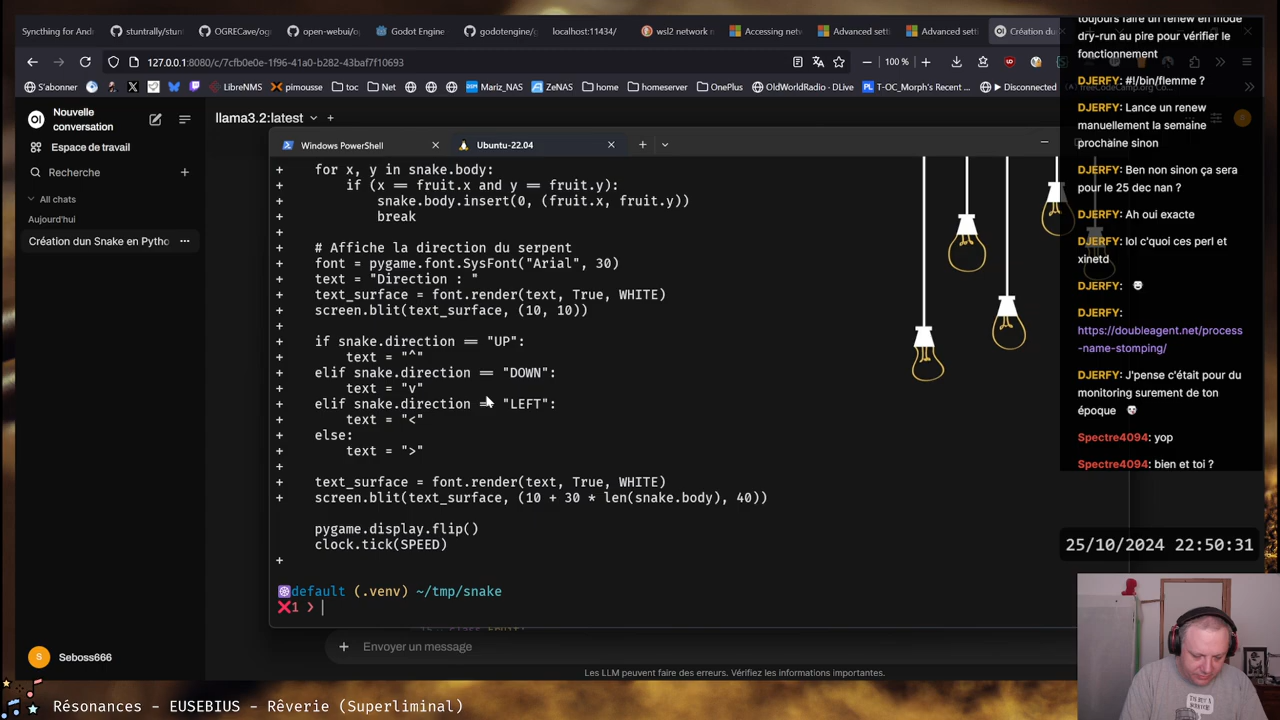 Syncthing for And
stuntrally/stun
OGRECave/ogr
open-webui/o
Godot Engine
godotengine/g
localhost:11434/
wsl2 network
Accessing netw
Advanced sett
Advanced sett
Création du
127.0.0.1:8080/c/7cfb0e0e-1f96-41a0-b282-43baf7f10693
100 %
S'abonner
LibreNMS
pimousse
toc
Net
Mariz_NAS
ZeNAS
home
homeserver
OnePlus
OldWorldRadio - DLive
T-OC_Morph's Recent ...
Disconnected
Nouvelle
conversation
Espace de travail
Recherche
All chats
Aujourd'hui
Création dun Snake en Pytho
Seboss666
llama3.2:latest
Windows PowerShell
Ubuntu-22.04
+ for x, y in snake.body:
+ if (x == fruit.x and y == fruit.y):
+ snake.body.insert(0, (fruit.x, fruit.y))
+ break
+
+ # Affiche la direction du serpent
+ font = pygame.font.SysFont("Arial", 30)
+ text = "Direction : "
+ text_surface = font.render(text, True, WHITE)
+ screen.blit(text_surface, (10, 10))
+
+ if snake.direction == "UP":
+ text = "^"
+ elif snake.direction == "DOWN":
+ text = "v"
+ elif snake.direction == "LEFT":
+ text = "<"
+ else:
+ text = ">"
+
+ text_surface = font.render(text, True, WHITE)
+ screen.blit(text_surface, (10 + 30 * len(snake.body), 40))
pygame.display.flip()
clock.tick(SPEED)
+
default (.venv) ~/tmp/snake
❌1 ❯
Envoyer un message
Les LLM peuvent faire des erreurs. Vérifiez les informations importantes.
toujours faire un renew en mode
dry-run au pire pour vérifier le
fonctionnement
DJERFY: #!/bin/flemme ?
DJERFY: Lance un renew
manuellement la semaine
prochaine sinon
DJERFY: Ben non sinon ça sera
pour le 25 dec nan ?
DJERFY: Ah oui exacte
DJERFY: lol c'quoi ces perl et
xinetd
DJERFY:
DJERFY:
https://doubleagent.net/process
-name-stomping/
DJERFY: J'pense c'était pour du
monitoring surement de ton
époque
Spectre4094: yop
Spectre4094: bien et toi ?
25/10/2024 22:50:31
Résonances - EUSEBIUS - Rêverie (Superliminal)